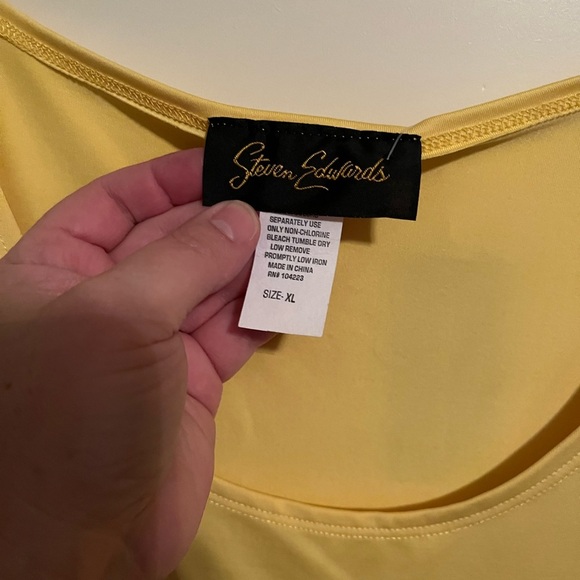 Steven Edwards
SEPARATELY USE
ONLY NON-CHLORINE
BLEACH TUMBLE DRY
LOW REMOVE
PROMPTLY LOW IRON
MADE IN CHINA
RN# 104223
SIZE- XL